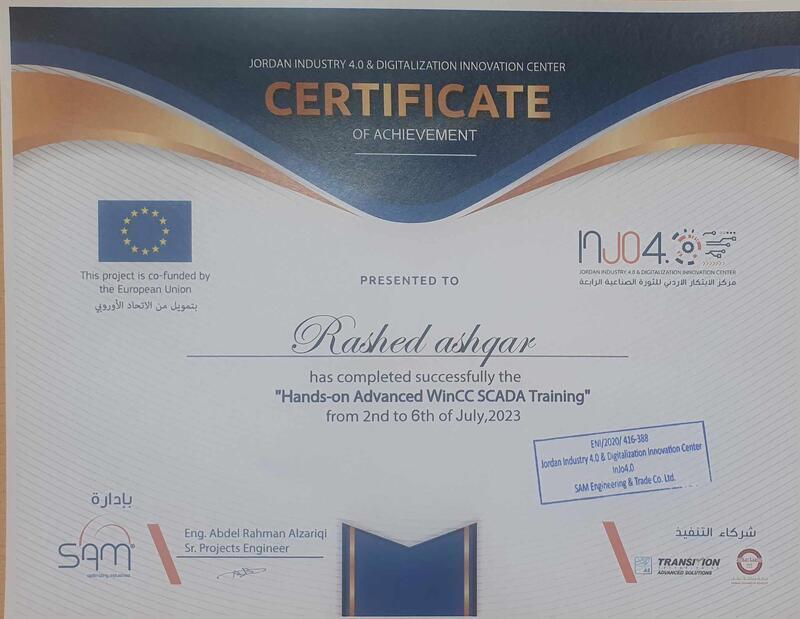 JORDAN INDUSTRY 4.0 & DIGITALIZATION INNOVATION CENTER
CERTIFICATE
OF ACHIEVEMENT
This project is co-funded by
the European Union
بتمويل من الاتحاد الأوروبي
InJO4.0
JORDAN INDUSTRY 4.0 & DIGITALIZATION INNOVATION CENTER
مركز الابتكار الاردني للثورة الصناعية الرابعة
PRESENTED TO
Rashed ashqar
has completed successfully the
"Hands-on Advanced WinCC SCADA Training"
from 2nd to 6th of July,2023
ENI/2020/ 416-388
Jordan Industry 4.0 & Digitalization Innovation Center
InJo4.0
SAM Engineering & Trade Co. Ltd.
بإدارة
SAM
optimizing industries
Eng. Abdel Rahman Alzariqi
Sr. Projects Engineer
شركاء التنفيذ
TRANSITION
ADVANCED SOLUTIONS